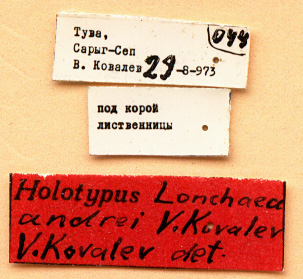 044
Тува,
Сарыг-Сеп
В. Ковалев 29-8-973
под корой
лиственницы
Holotypus Lonchaea
andrei V.Kovalev
V.Kovalev det.